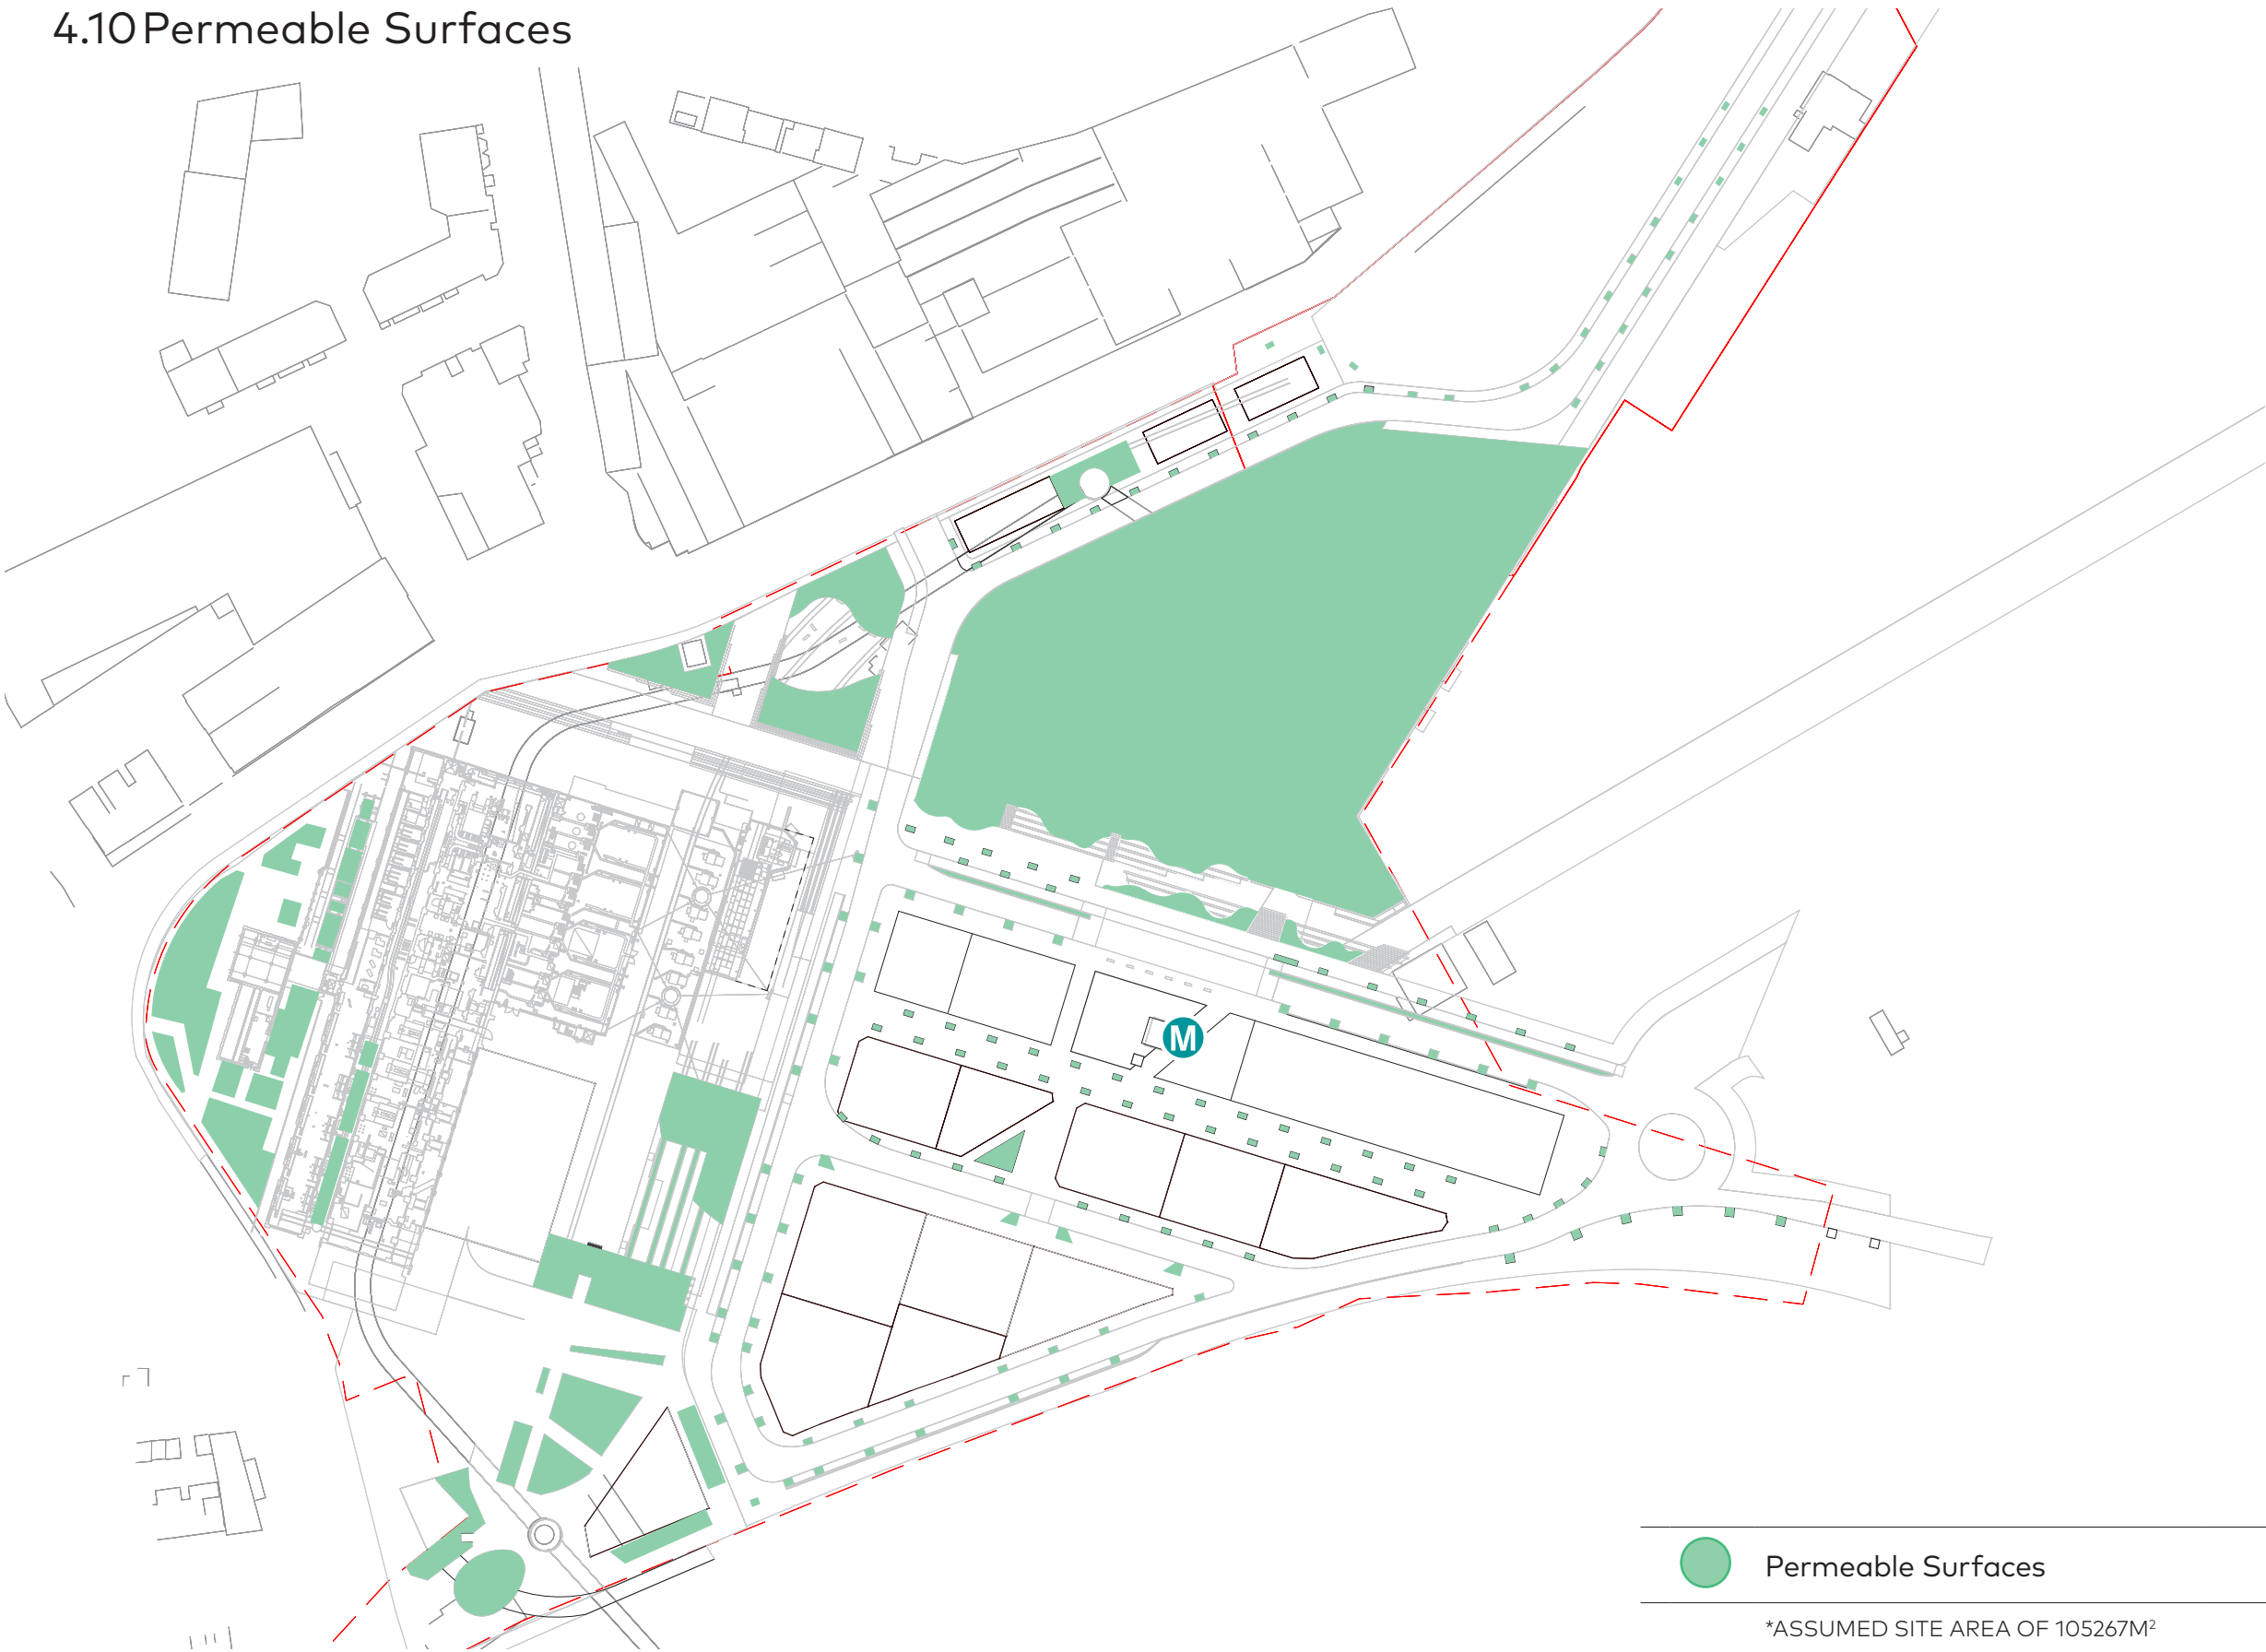 4.10 Permeable Surfaces
M
Permeable Surfaces
*ASSUMED SITE AREA OF 105267M²